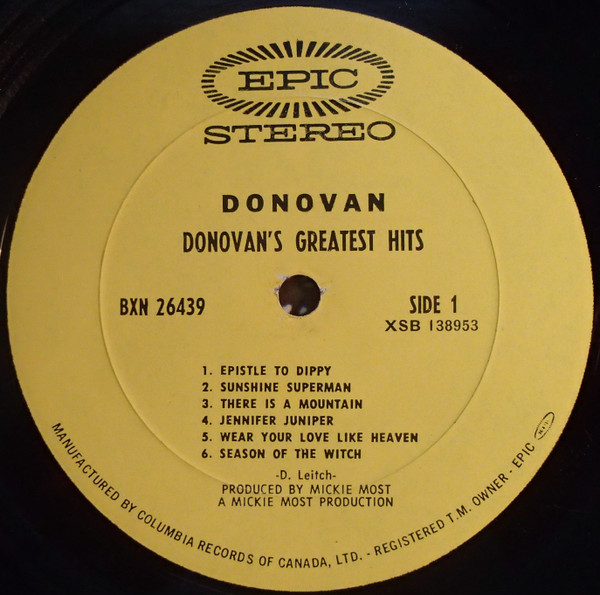 EPIC
STEREO
DONOVAN
DONOVAN'S GREATEST HITS
BXN 26439
SIDE 1
XSB 138953
1. EPISTLE TO DIPPY
2. SUNSHINE SUPERMAN
3. THERE IS A MOUNTAIN
4. JENNIFER JUNIPER
5. WEAR YOUR LOVE LIKE HEAVEN
6. SEASON OF THE WITCH
-D. Leitch-
PRODUCED BY MICKIE MOST
A MICKIE MOST PRODUCTION
MANUFACTURED BY COLUMBIA RECORDS OF CANADA, LTD. - REGISTERED T.M. OWNER - EPIC